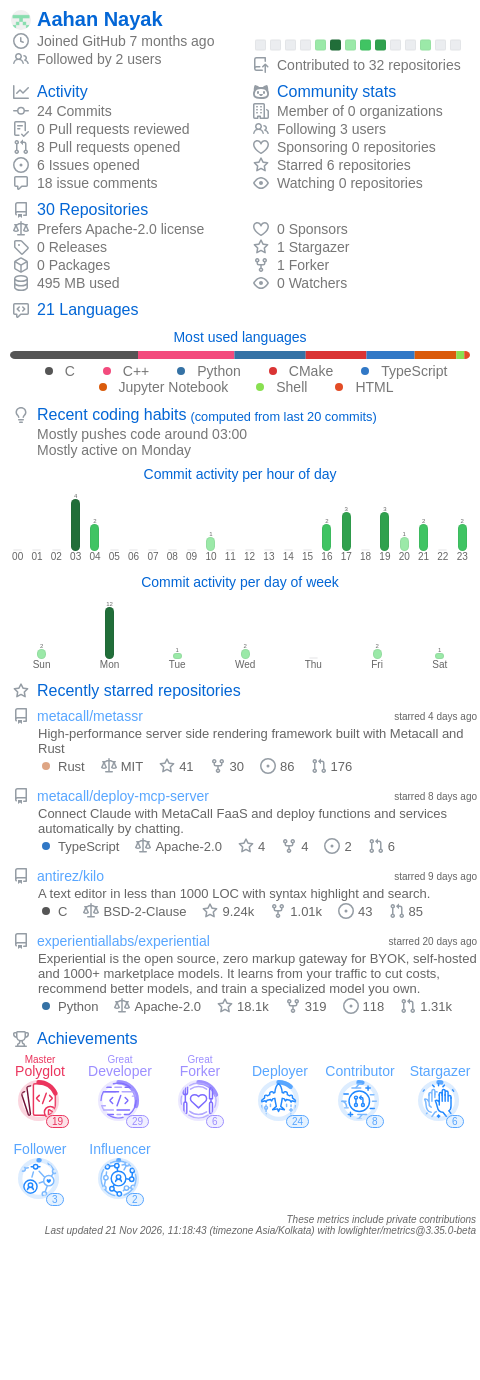 Aahan Nayak
Joined GitHub 7 months ago
Followed by 2 users
Contributed to 32 repositories
Activity
24 Commits
0 Pull requests reviewed
8 Pull requests opened
6 Issues opened
18 issue comments
Community stats
Member of 0 organizations
Following 3 users
Sponsoring 0 repositories
Starred 6 repositories
Watching 0 repositories
30 Repositories
Prefers Apache-2.0 license
0 Releases
0 Packages
495 MB used
0 Sponsors
1 Stargazer
1 Forker
0 Watchers
21 Languages
Most used languages
C C++ Python CMake TypeScript
Jupyter Notebook Shell HTML
Recent coding habits (computed from last 20 commits)
Mostly pushes code around 03:00
Mostly active on Monday
Commit activity per hour of day
4 2 1 2 3 3 1 2 2
00 01 02 03 04 05 06 07 08 09 10 11 12 13 14 15 16 17 18 19 20 21 22 23
Commit activity per day of week
2 12 1 2 2 1
Sun Mon Tue Wed Thu Fri Sat
Recently starred repositories
metacall/metassr starred 4 days ago
High-performance server side rendering framework built with Metacall and
Rust
Rust MIT 41 30 86 176
metacall/deploy-mcp-server starred 8 days ago
Connect Claude with MetaCall FaaS and deploy functions and services
automatically by chatting.
TypeScript Apache-2.0 4 4 2 6
antirez/kilo starred 9 days ago
A text editor in less than 1000 LOC with syntax highlight and search.
C BSD-2-Clause 9.24k 1.01k 43 85
experientiallabs/experiential starred 20 days ago
Experiential is the open source, zero markup gateway for BYOK, self-hosted
and 1000+ marketplace models. It learns from your traffic to cut costs,
recommend better models, and train a specialized model you own.
Python Apache-2.0 18.1k 319 118 1.31k
Achievements
Master Great Great
Polyglot Developer Forker Deployer Contributor Stargazer
19 29 6 24 8 6
Follower Influencer
3 2
These metrics include private contributions
Last updated 21 Nov 2026, 11:18:43 (timezone Asia/Kolkata) with lowlighter/metrics@3.35.0-beta